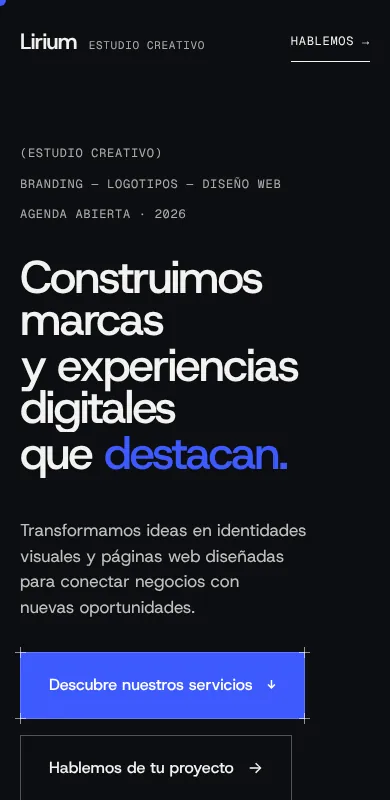 Lirium ESTUDIO CREATIVO
HABLEMOS →
(ESTUDIO CREATIVO)
BRANDING — LOGOTIPOS — DISEÑO WEB
AGENDA ABIERTA · 2026
Construimos
marcas
y experiencias
digitales
que destacan.
Transformamos ideas en identidades
visuales y páginas web diseñadas
para conectar negocios con
nuevas oportunidades.
Descubre nuestros servicios ↓
Hablemos de tu proyecto →